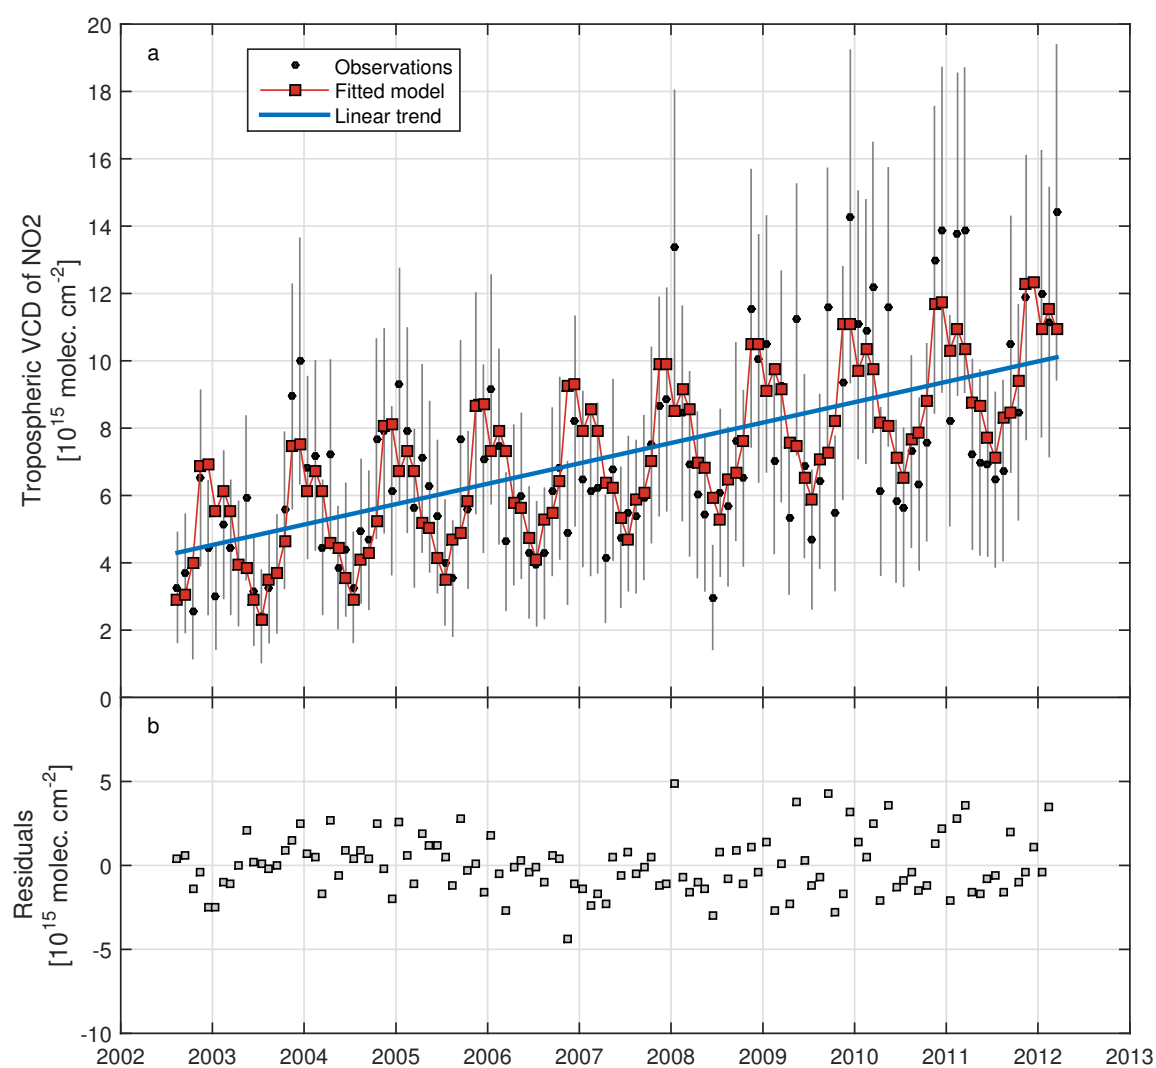 a
Observations
Fitted model
Linear trend
20
18
16
14
12
10
8
6
4
2
0
Tropospheric VCD of NO2
[10^15 molec. cm^-2]
b
5
0
-5
-10
Residuals
[10^15 molec. cm^-2]
2002 2003 2004 2005 2006 2007 2008 2009 2010 2011 2012 2013